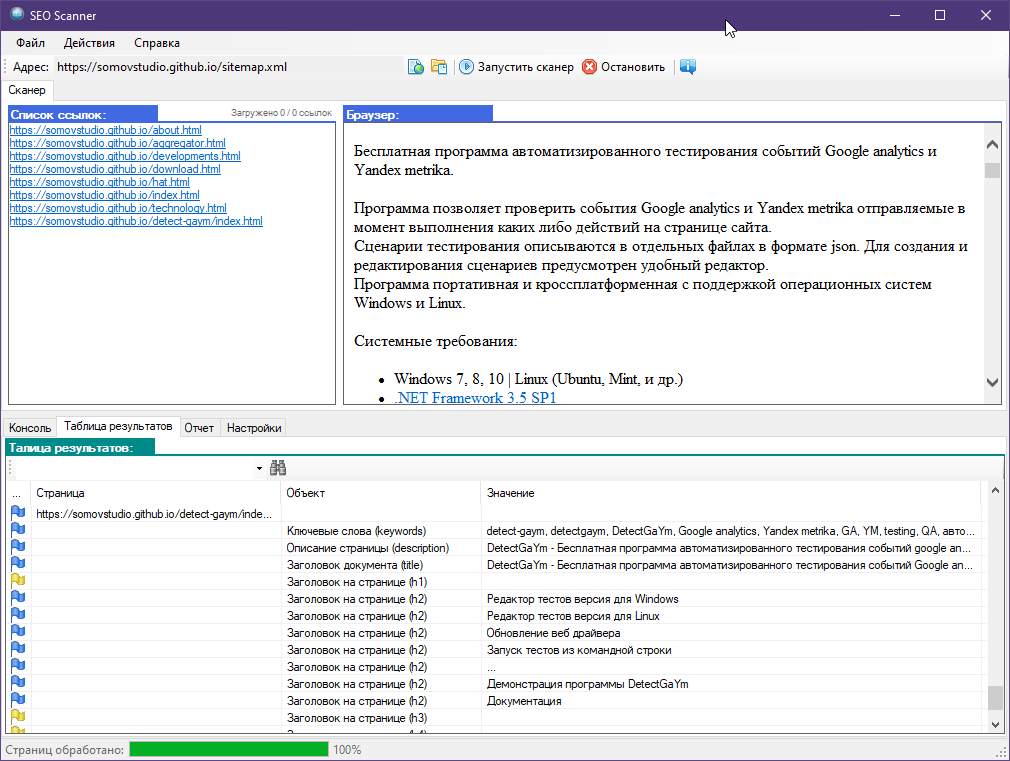 SEO Scanner
Файл Действия Справка
Адрес: https://somovstudio.github.io/sitemap.xml Запустить сканер Остановить
Сканер
Список ссылок: Загружено 0 / 0 ссылок
https://somovstudio.github.io/about.html
https://somovstudio.github.io/aggregator.html
https://somovstudio.github.io/developments.html
https://somovstudio.github.io/download.html
https://somovstudio.github.io/hat.html
https://somovstudio.github.io/index.html
https://somovstudio.github.io/technology.html
https://somovstudio.github.io/detect-gaym/index.html
Браузер:
Бесплатная программа автоматизированного тестирования событий Google analytics и
Yandex metrika.
Программа позволяет проверить события Google analytics и Yandex metrika отправляемые в
момент выполнения каких либо действий на странице сайта.
Сценарии тестирования описываются в отдельных файлах в формате json. Для создания и
редактирования сценариев предусмотрен удобный редактор.
Программа портативная и кроссплатформенная с поддержкой операционных систем
Windows и Linux.
Системные требования:
Windows 7, 8, 10 | Linux (Ubuntu, Mint, и др.)
.NET Framework 3.5 SP1
Консоль Таблица результатов Отчет Настройки
Талица результатов:
... Страница Объект Значение
https://somovstudio.github.io/detect-gaym/inde...
Ключевые слова (keywords) detect-gaym, detectgaym, DetectGaYm, Google analytics, Yandex metrika, GA, YM, testing, QA, авто...
Описание страницы (description) DetectGaYm - Бесплатная программа автоматизированного тестирования событий google an...
Заголовок документа (title) DetectGaYm - Бесплатная программа автоматизированного тестирования событий Google an...
Заголовок на странице (h1)
Заголовок на странице (h2) Редактор тестов версия для Windows
Заголовок на странице (h2) Редактор тестов версия для Linux
Заголовок на странице (h2) Обновление веб драйвера
Заголовок на странице (h2) Запуск тестов из командной строки
Заголовок на странице (h2) ...
Заголовок на странице (h2) Демонстрация программы DetectGaYm
Заголовок на странице (h2) Документация
Заголовок на странице (h3)
Страниц обработано: 100%